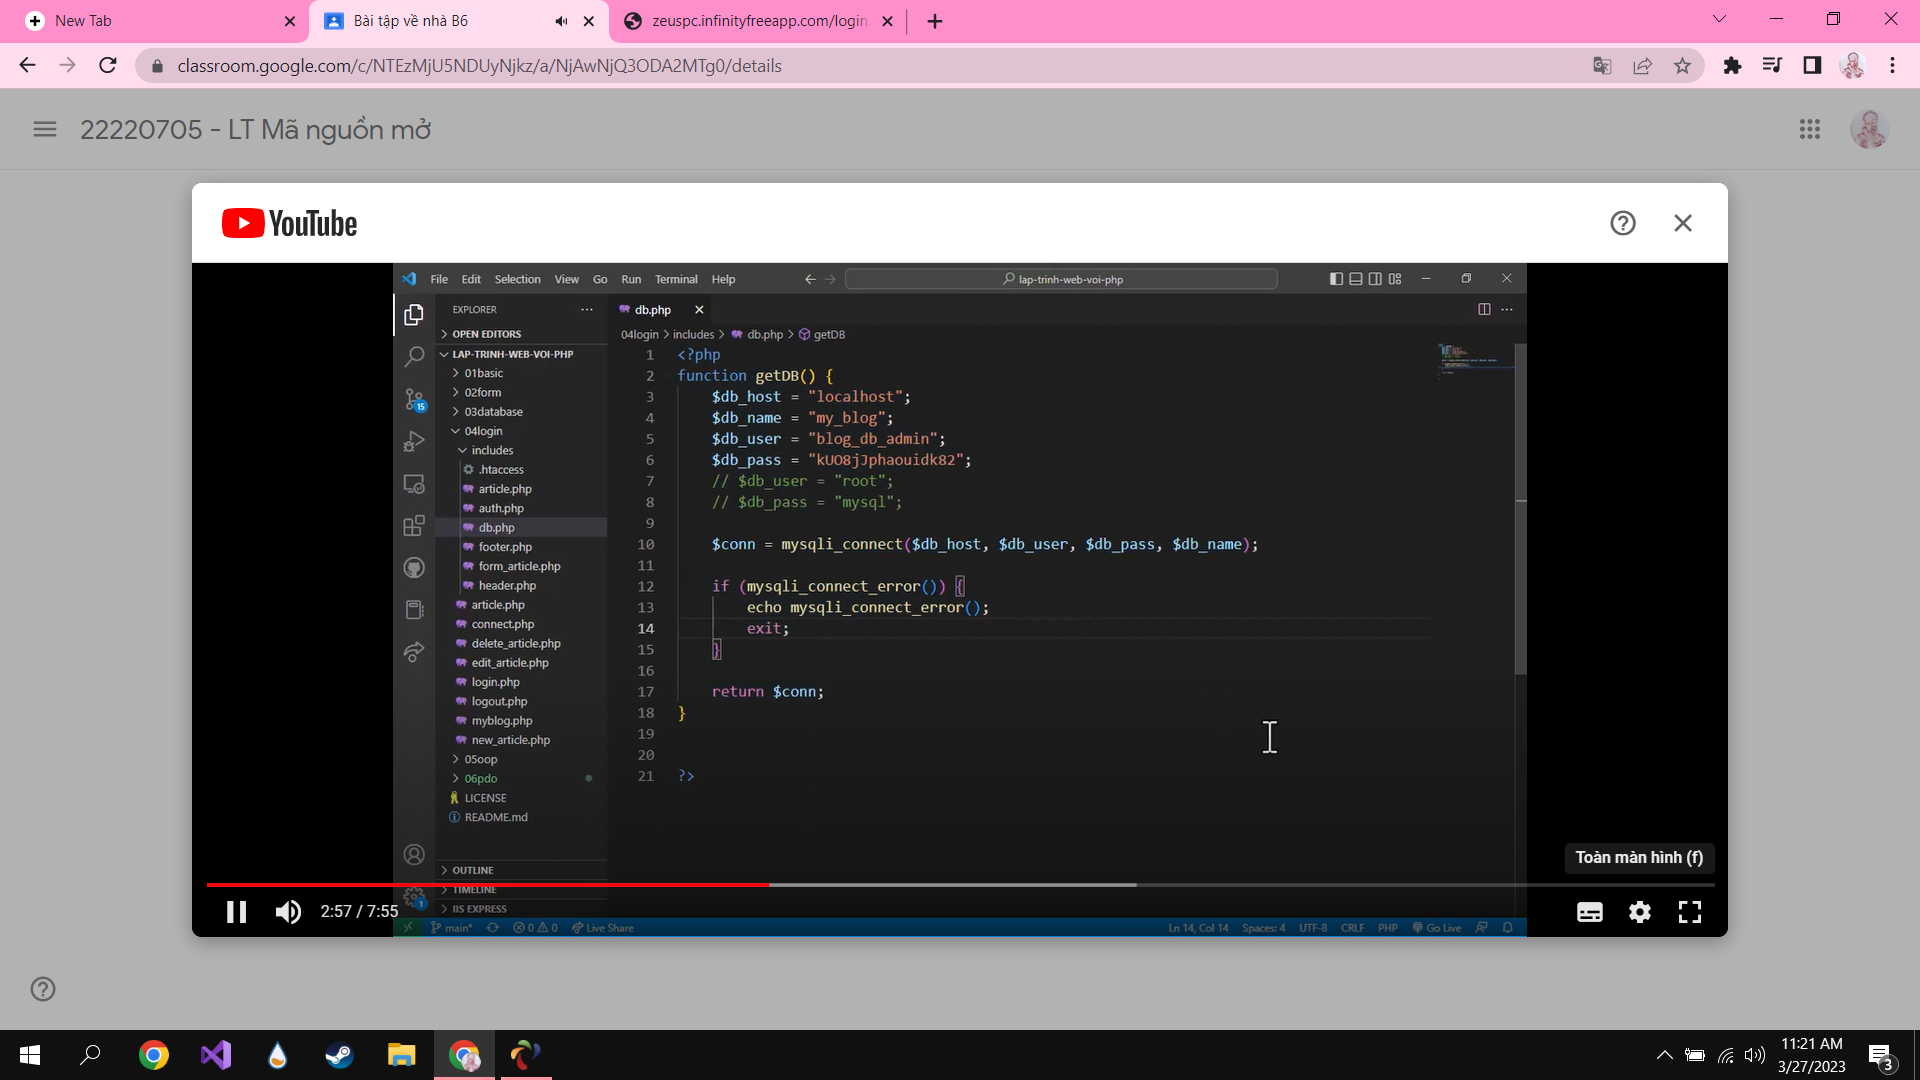 New Tab
Bài tập về nhà B6
zeuspc.infinityfreeapp.com/login
classroom.google.com/c/NTEzMjU5NDUyNjkz/a/NjAwNjQ3ODA2MTg0/details
22220705 - LT Mã nguồn mở
YouTube
File Edit Selection View Go Run Terminal Help
lap-trinh-web-voi-php
EXPLORER
OPEN EDITORS
LAP-TRINH-WEB-VOI-PHP
01basic
02form
03database
04login
includes
.htaccess
article.php
auth.php
db.php
footer.php
form_article.php
header.php
article.php
connect.php
delete_article.php
edit_article.php
login.php
logout.php
myblog.php
new_article.php
05oop
06pdo
LICENSE
README.md
OUTLINE
TIMELINE
IIS EXPRESS
15
1
db.php
04login > includes > db.php > getDB
1 <?php
2 function getDB() {
3 $db_host = "localhost";
4 $db_name = "my_blog";
5 $db_user = "blog_db_admin";
6 $db_pass = "kUO8jJphaouidk82";
7 // $db_user = "root";
8 // $db_pass = "mysql";
9
10 $conn = mysqli_connect($db_host, $db_user, $db_pass, $db_name);
11
12 if (mysqli_connect_error()) {
13 echo mysqli_connect_error();
14 exit;
15 }
16
17 return $conn;
18 }
19
20
21 ?>
Toàn màn hình (f)
2:57 / 7:55
main* 0 0 Live Share
Ln 14, Col 14 Spaces: 4 UTF-8 CRLF PHP Go Live
11:21 AM
3/27/2023
3